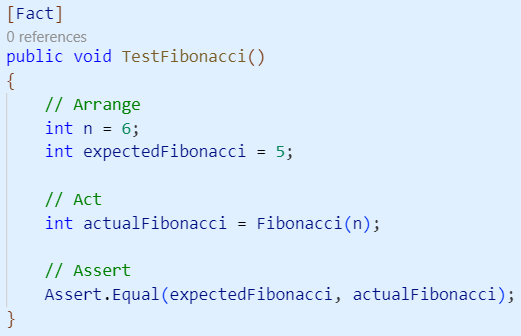 [Fact]
0 references
public void TestFibonacci()
{
    // Arrange
    int n = 6;
    int expectedFibonacci = 5;

    // Act
    int actualFibonacci = Fibonacci(n);

    // Assert
    Assert.Equal(expectedFibonacci, actualFibonacci);
}